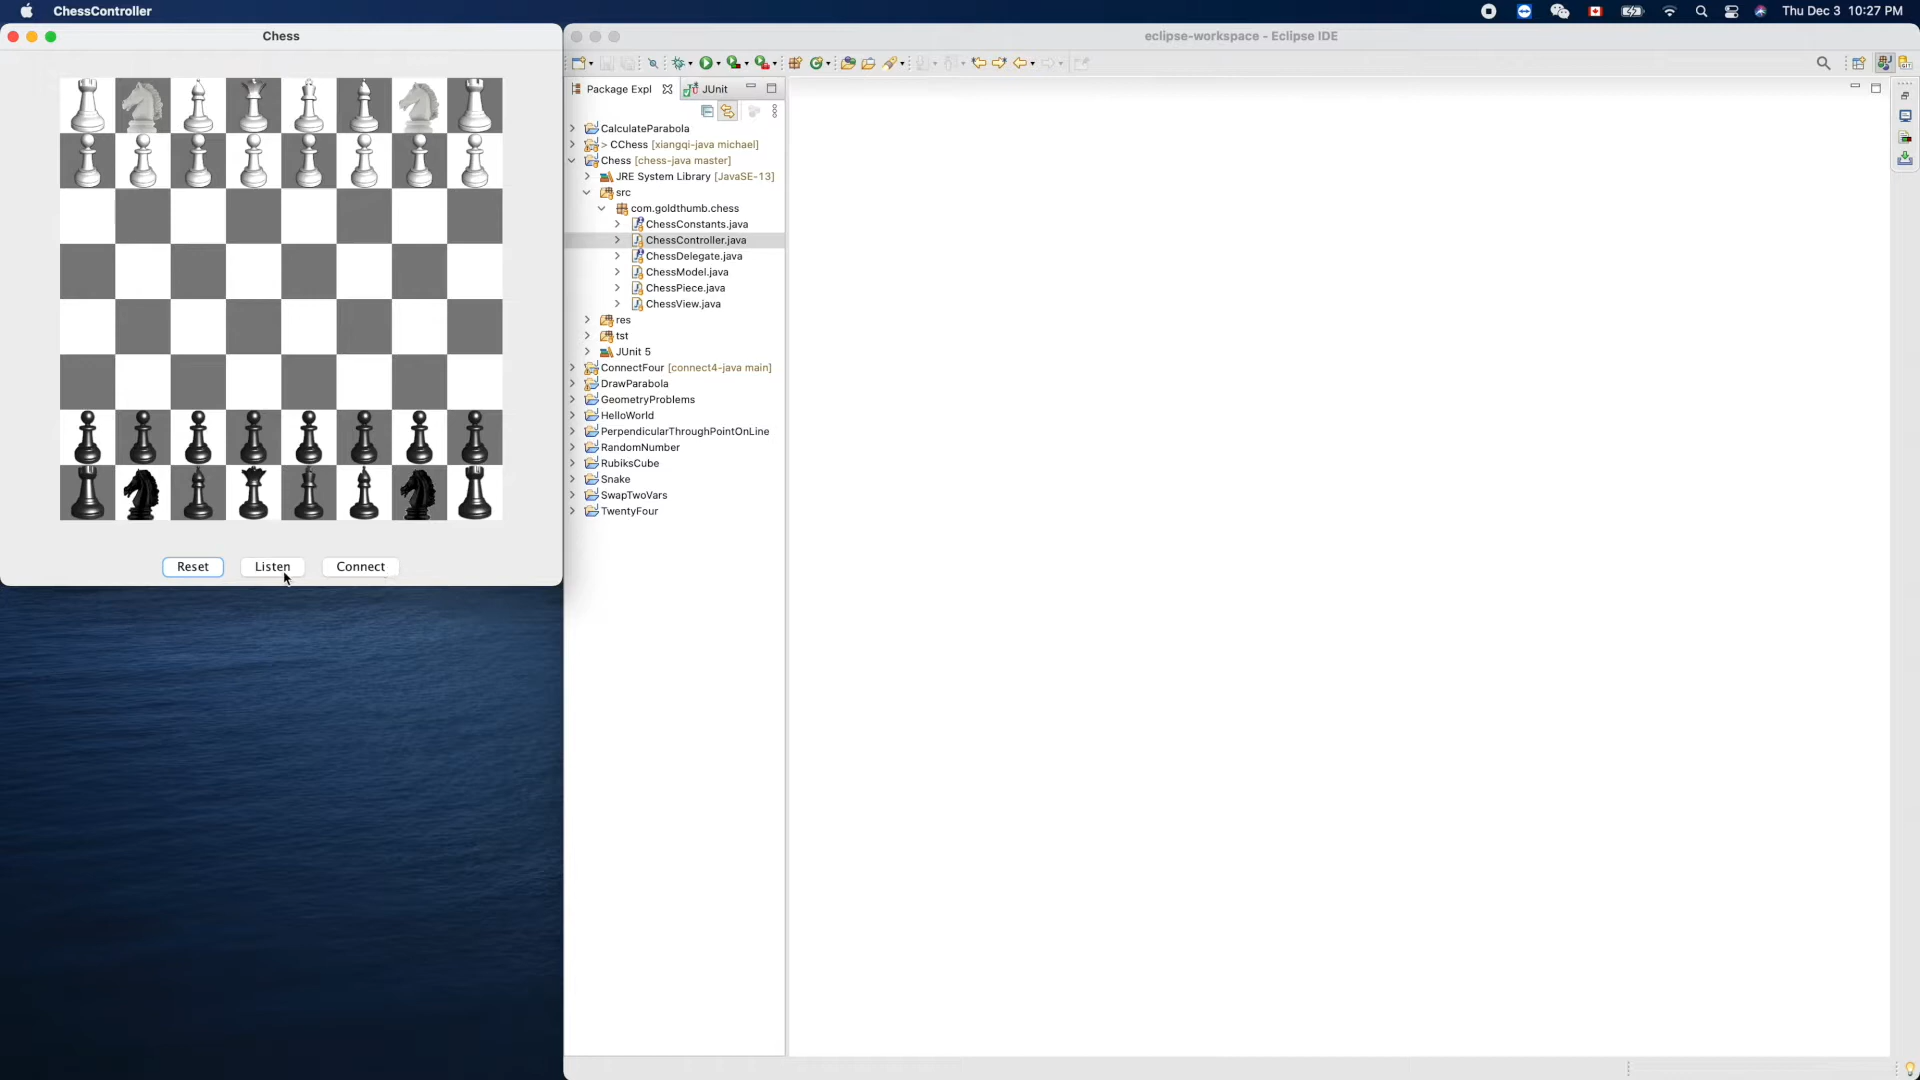 ChessController
Thu Dec 3 10:27 PM
Chess
Reset
Listen
Connect
eclipse-workspace - Eclipse IDE
Package Expl
JUnit
CalculateParabola
> CChess [xiangqi-java michael]
Chess [chess-java master]
JRE System Library [JavaSE-13]
src
com.goldthumb.chess
ChessConstants.java
ChessController.java
ChessDelegate.java
ChessModel.java
ChessPiece.java
ChessView.java
res
tst
JUnit 5
ConnectFour [connect4-java main]
DrawParabola
GeometryProblems
HelloWorld
PerpendicularThroughPointOnLine
RandomNumber
RubiksCube
Snake
SwapTwoVars
TwentyFour